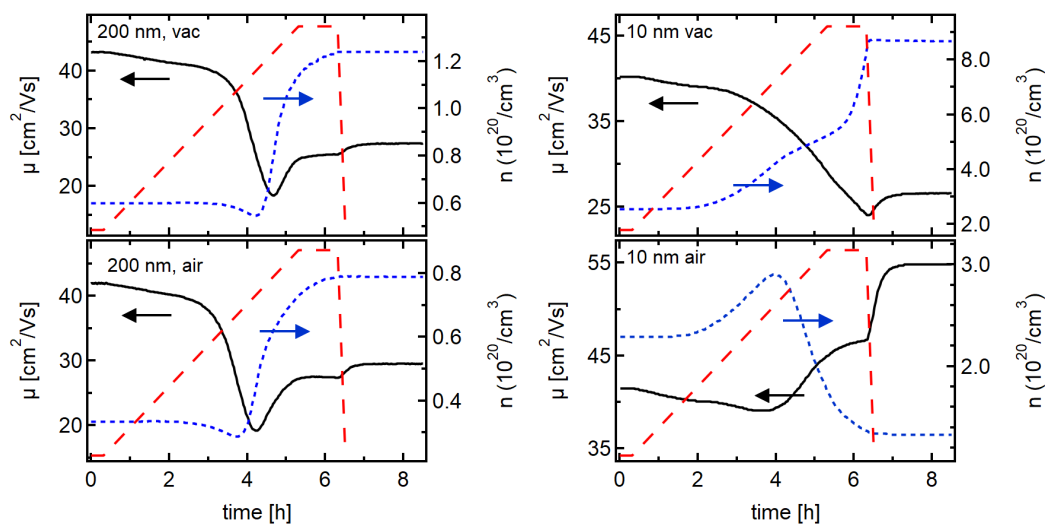 200 nm, vac
40
30
20
μ [cm²/Vs]
1.2
1.0
0.8
0.6
n (10²⁰/cm³)
10 nm vac
45
35
25
μ [cm²/Vs]
8.0
6.0
4.0
2.0
n (10²⁰/cm³)
200 nm, air
40
30
20
μ [cm²/Vs]
0.8
0.6
0.4
n (10²⁰/cm³)
0 2 4 6 8
time [h]
10 nm air
55
45
35
μ [cm²/Vs]
3.0
2.0
n (10²⁰/cm³)
0 2 4 6 8
time [h]